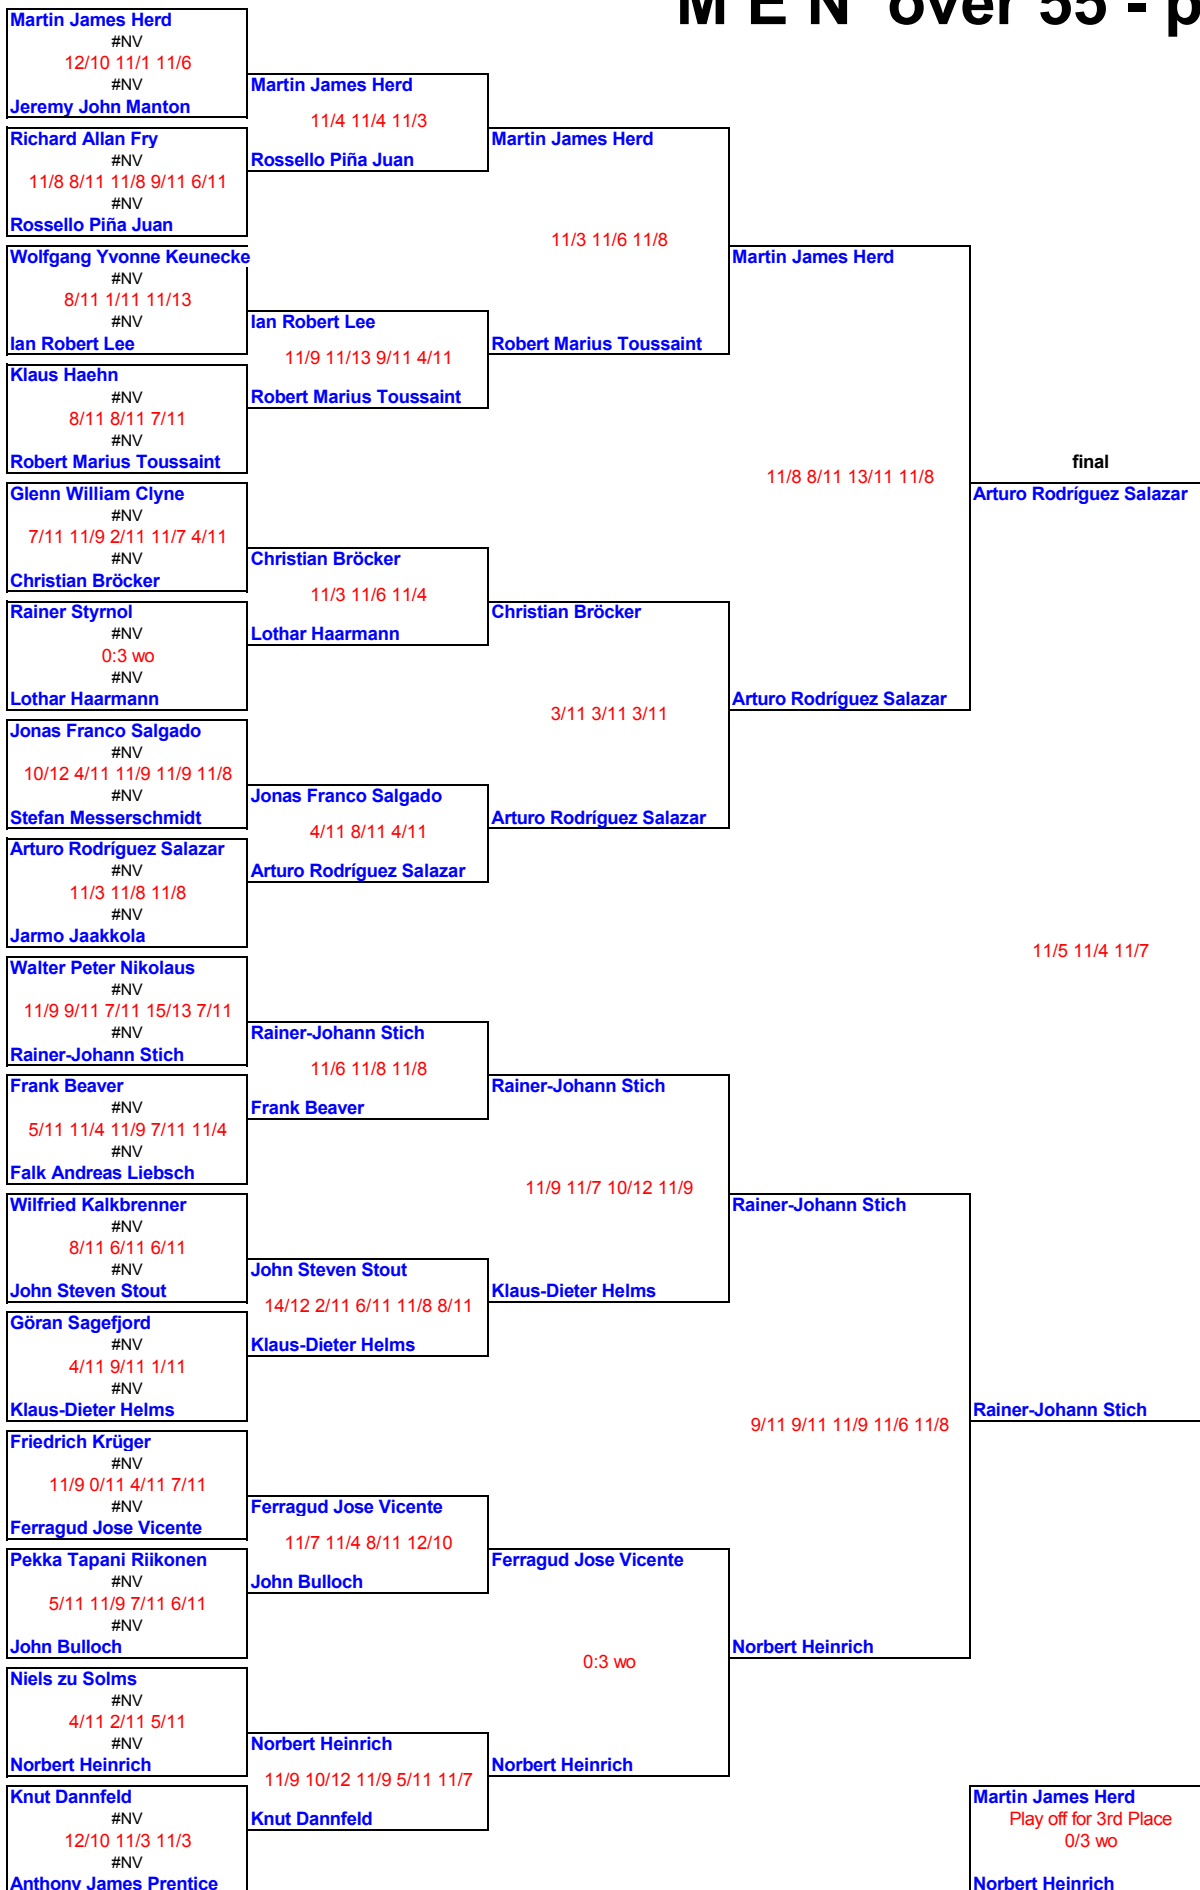 M E N over 55 - p
Martin James Herd
#NV
12/10 11/1 11/6
#NV
Jeremy John Manton
Richard Allan Fry
#NV
11/8 8/11 11/8 9/11 6/11
#NV
Rossello Piña Juan
Wolfgang Yvonne Keunecke
#NV
8/11 1/11 11/13
#NV
Ian Robert Lee
Klaus Haehn
#NV
8/11 8/11 7/11
#NV
Robert Marius Toussaint
Glenn William Clyne
#NV
7/11 11/9 2/11 11/7 4/11
#NV
Christian Bröcker
Rainer Styrnol
#NV
0:3 wo
#NV
Lothar Haarmann
Jonas Franco Salgado
#NV
10/12 4/11 11/9 11/9 11/8
#NV
Stefan Messerschmidt
Arturo Rodríguez Salazar
#NV
11/3 11/8 11/8
#NV
Jarmo Jaakkola
Walter Peter Nikolaus
#NV
11/9 9/11 7/11 15/13 7/11
#NV
Rainer-Johann Stich
Frank Beaver
#NV
5/11 11/4 11/9 7/11 11/4
#NV
Falk Andreas Liebsch
Wilfried Kalkbrenner
#NV
8/11 6/11 6/11
#NV
John Steven Stout
Göran Sagefjord
#NV
4/11 9/11 1/11
#NV
Klaus-Dieter Helms
Friedrich Krüger
#NV
11/9 0/11 4/11 7/11
#NV
Ferragud Jose Vicente
Pekka Tapani Riikonen
#NV
5/11 11/9 7/11 6/11
#NV
John Bulloch
Niels zu Solms
#NV
4/11 2/11 5/11
#NV
Norbert Heinrich
Knut Dannfeld
#NV
12/10 11/3 11/3
#NV
Anthony James Prentice
Martin James Herd
11/4 11/4 11/3
Rossello Piña Juan
Ian Robert Lee
11/9 11/13 9/11 4/11
Robert Marius Toussaint
Christian Bröcker
11/3 11/6 11/4
Lothar Haarmann
Jonas Franco Salgado
4/11 8/11 4/11
Arturo Rodríguez Salazar
Rainer-Johann Stich
11/6 11/8 11/8
Frank Beaver
John Steven Stout
14/12 2/11 6/11 11/8 8/11
Klaus-Dieter Helms
Ferragud Jose Vicente
11/7 11/4 8/11 12/10
John Bulloch
Norbert Heinrich
11/9 10/12 11/9 5/11 11/7
Knut Dannfeld
Martin James Herd
11/3 11/6 11/8
Robert Marius Toussaint
Christian Bröcker
3/11 3/11 3/11
Arturo Rodríguez Salazar
Rainer-Johann Stich
11/9 11/7 10/12 11/9
Klaus-Dieter Helms
Ferragud Jose Vicente
0:3 wo
Norbert Heinrich
Martin James Herd
11/8 8/11 13/11 11/8
Arturo Rodríguez Salazar
Rainer-Johann Stich
9/11 9/11 11/9 11/6 11/8
Norbert Heinrich
final
Arturo Rodríguez Salazar
11/5 11/4 11/7
Rainer-Johann Stich
Martin James Herd
Play off for 3rd Place
0/3 wo
Norbert Heinrich